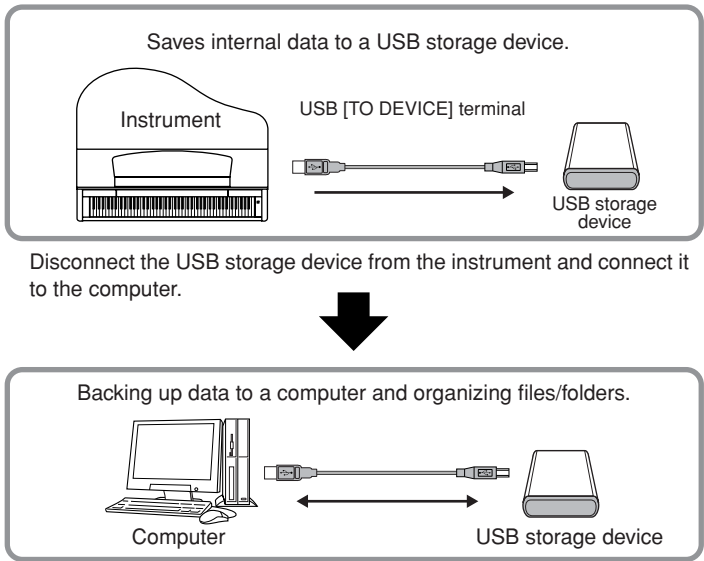 Saves internal data to a USB storage device.
Instrument
USB [TO DEVICE] terminal
USB storage
device
Disconnect the USB storage device from the instrument and connect it
to the computer.
Backing up data to a computer and organizing files/folders.
Computer
USB storage device